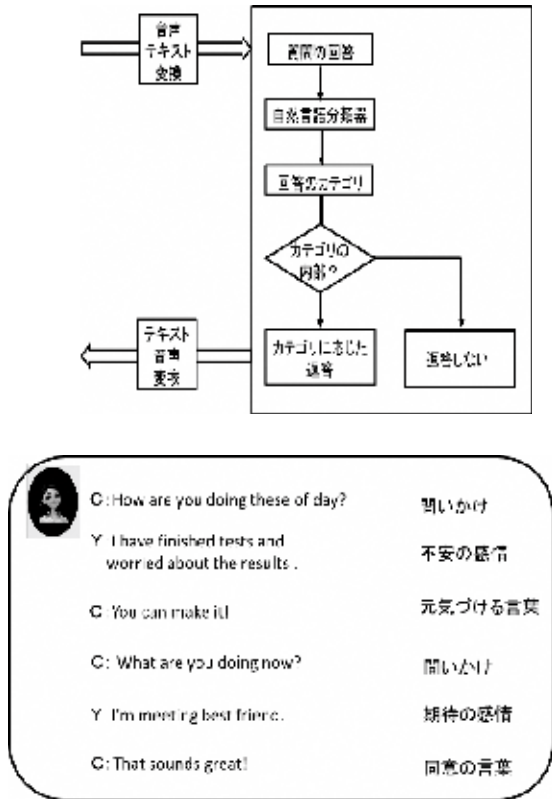 音声
テキスト
変換
質問の回答
自然言語分類器
回答のカテゴリ
カテゴリの
内部？
カテゴリに応じた
返答
返答しない
テキスト
音声
変換
C: How are you doing these of day? 問いかけ
Y I have finished tests and
worried about the results . 不安の感情
C: You can make it! 元気づける言葉
C: What are you doing now? 問いかけ
Y I'm meeting best friend. 期待の感情
C: That sounds great! 同意の言葉